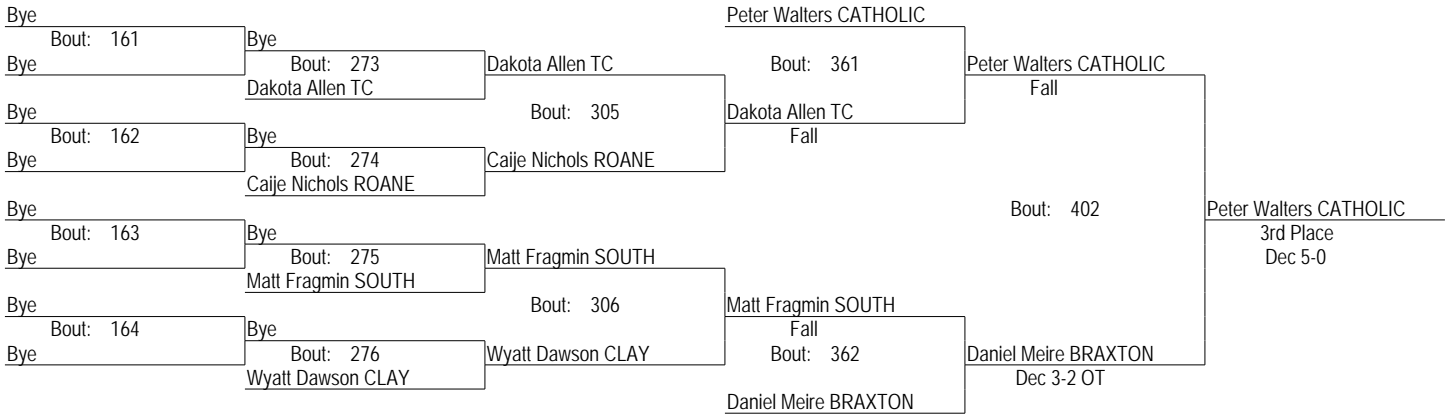 Bye Peter Walters CATHOLIC
Bout: 161 Bye
Bye Bout: 273 Dakota Allen TC Bout: 361 Peter Walters CATHOLIC
Dakota Allen TC Fall
Bye Bout: 305 Dakota Allen TC
Bout: 162 Bye Fall
Bye Bout: 274 Caije Nichols ROANE
Caije Nichols ROANE
Bye Bout: 402 Peter Walters CATHOLIC
Bout: 163 Bye 3rd Place
Bye Bout: 275 Matt Fragmin SOUTH Dec 5-0
Matt Fragmin SOUTH
Bye Bout: 306 Matt Fragmin SOUTH
Bout: 164 Bye Fall
Bye Bout: 276 Wyatt Dawson CLAY Bout: 362 Daniel Meire BRAXTON
Wyatt Dawson CLAY Dec 3-2 OT
Daniel Meire BRAXTON